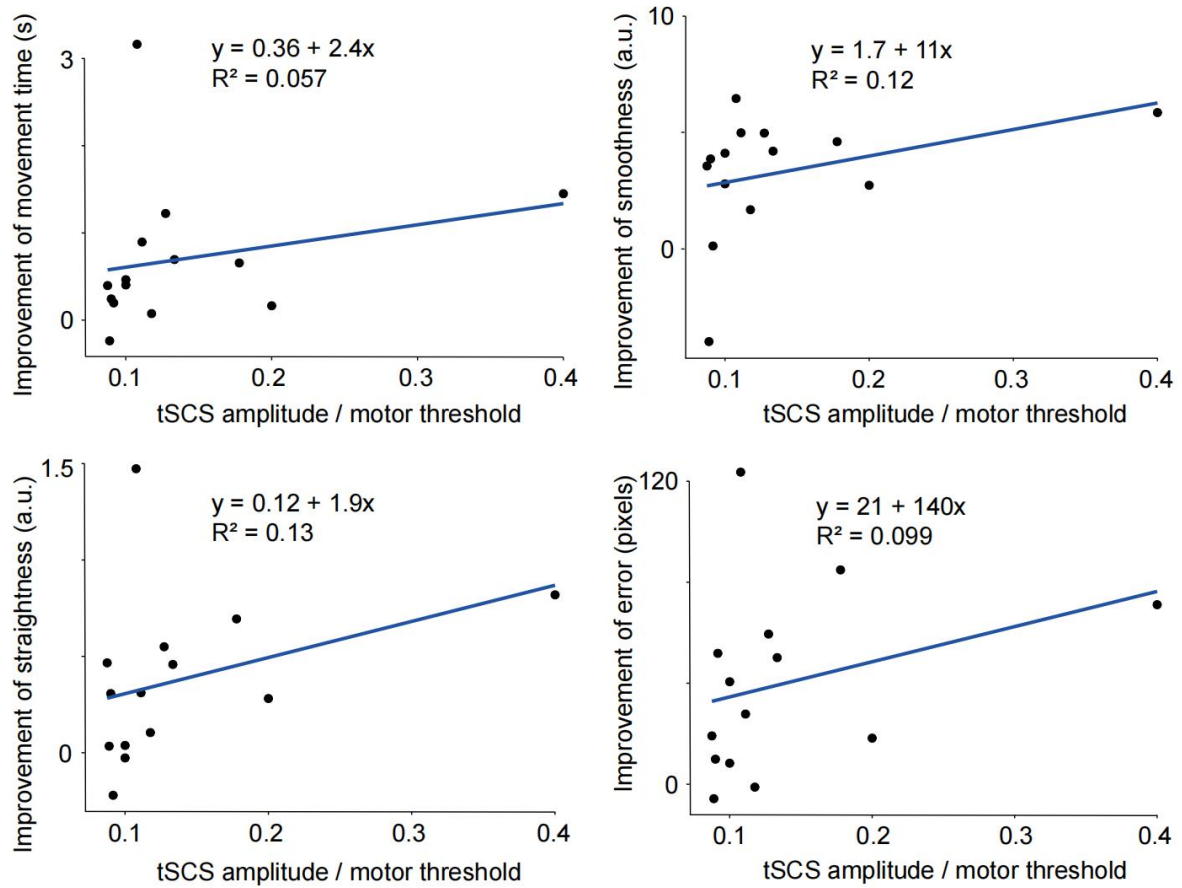 Improvement of movement time (s)
3
0
y = 0.36 + 2.4x
R² = 0.057
0.1 0.2 0.3 0.4
tSCS amplitude / motor threshold
Improvement of smoothness (a.u.)
10
0
y = 1.7 + 11x
R² = 0.12
0.1 0.2 0.3 0.4
tSCS amplitude / motor threshold
Improvement of straightness (a.u.)
1.5
0
y = 0.12 + 1.9x
R² = 0.13
0.1 0.2 0.3 0.4
tSCS amplitude / motor threshold
Improvement of error (pixels)
120
0
y = 21 + 140x
R² = 0.099
0.1 0.2 0.3 0.4
tSCS amplitude / motor threshold